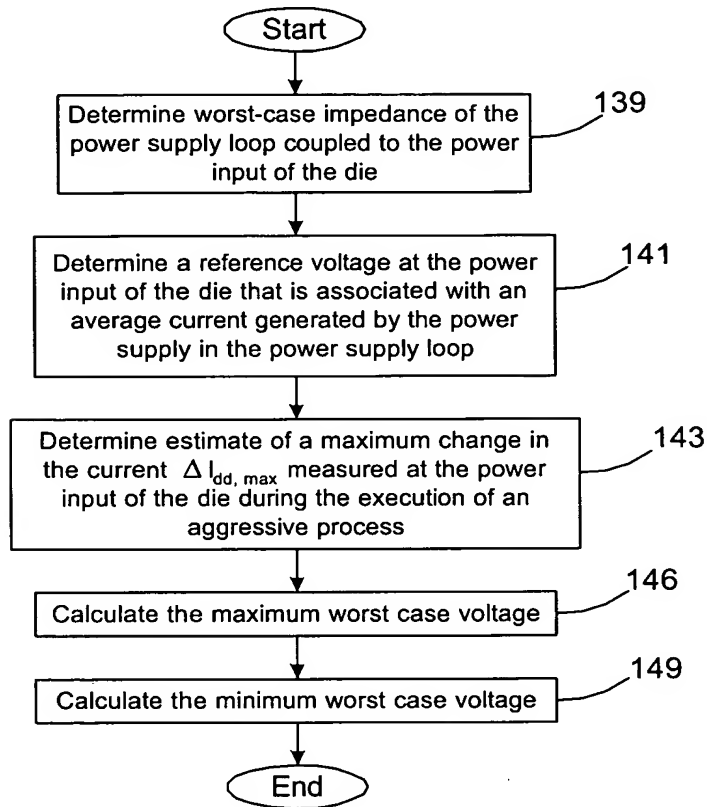 Start
Determine worst-case impedance of the
power supply loop coupled to the power
input of the die
139
Determine a reference voltage at the power
input of the die that is associated with an
average current generated by the power
supply in the power supply loop
141
Determine estimate of a maximum change in
the current Δ Idd, max measured at the power
input of the die during the execution of an
aggressive process
143
Calculate the maximum worst case voltage
146
Calculate the minimum worst case voltage
149
End